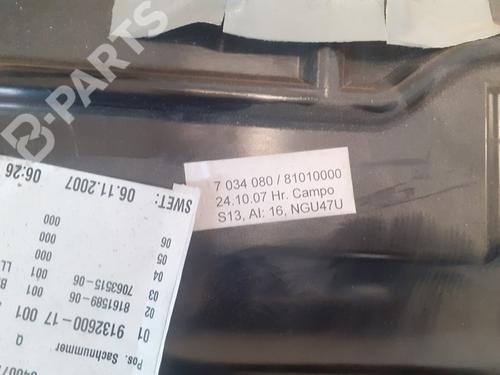 B-PARTS
7 034 080 / 81010000
24.10.07 Hr. Campo
S13, AI: 16, NGU47U
SWET: 06.11.2007 06:26
06 000
05 000
04 000
03 7063515-06 001
02 8161589-06 001
01 9132600-17 001
Pos. Sachnummer Q